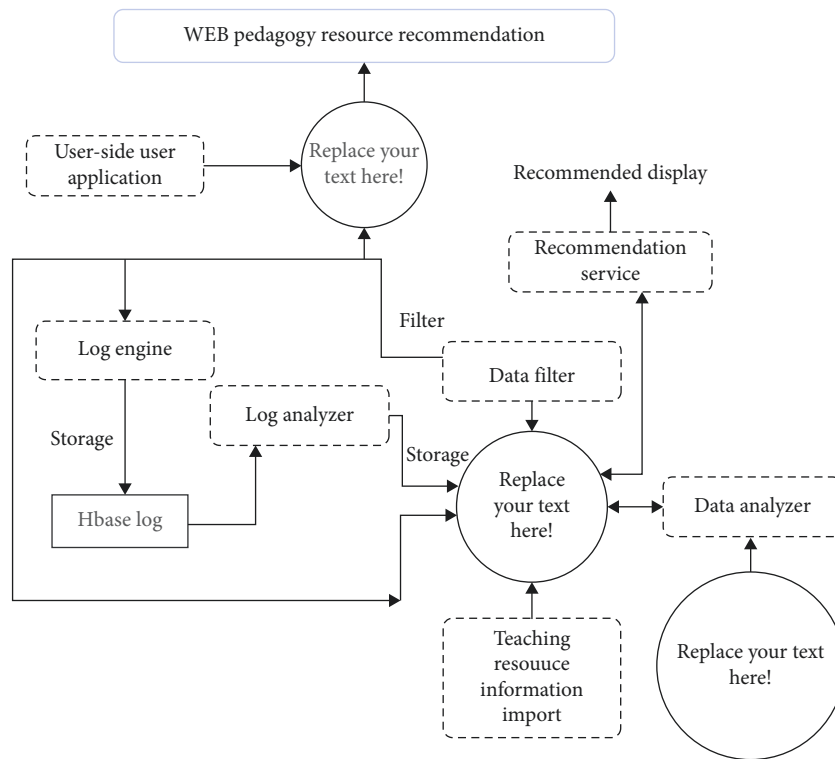 WEB pedagogy resource recommendation
User-side user
application
Replace your
text here!
Recommended display
Recommendation
service
Filter
Log engine
Data filter
Log analyzer
Storage
Storage
Replace
your text
here!
Hbase log
Data analyzer
Teaching
resouuce
information
import
Replace your text
here!